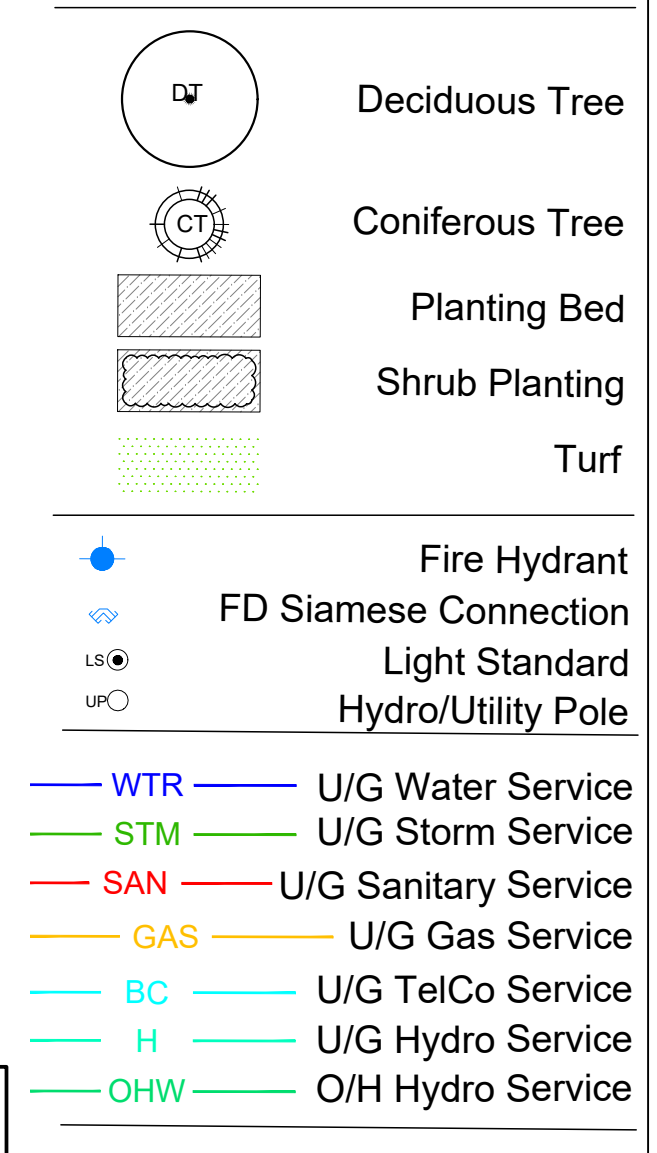 DT Deciduous Tree
CT Coniferous Tree
Planting Bed
Shrub Planting
Turf
Fire Hydrant
FD Siamese Connection
LS Light Standard
UP Hydro/Utility Pole
WTR U/G Water Service
STM U/G Storm Service
SAN U/G Sanitary Service
GAS U/G Gas Service
BC U/G TelCo Service
H U/G Hydro Service
OHW O/H Hydro Service